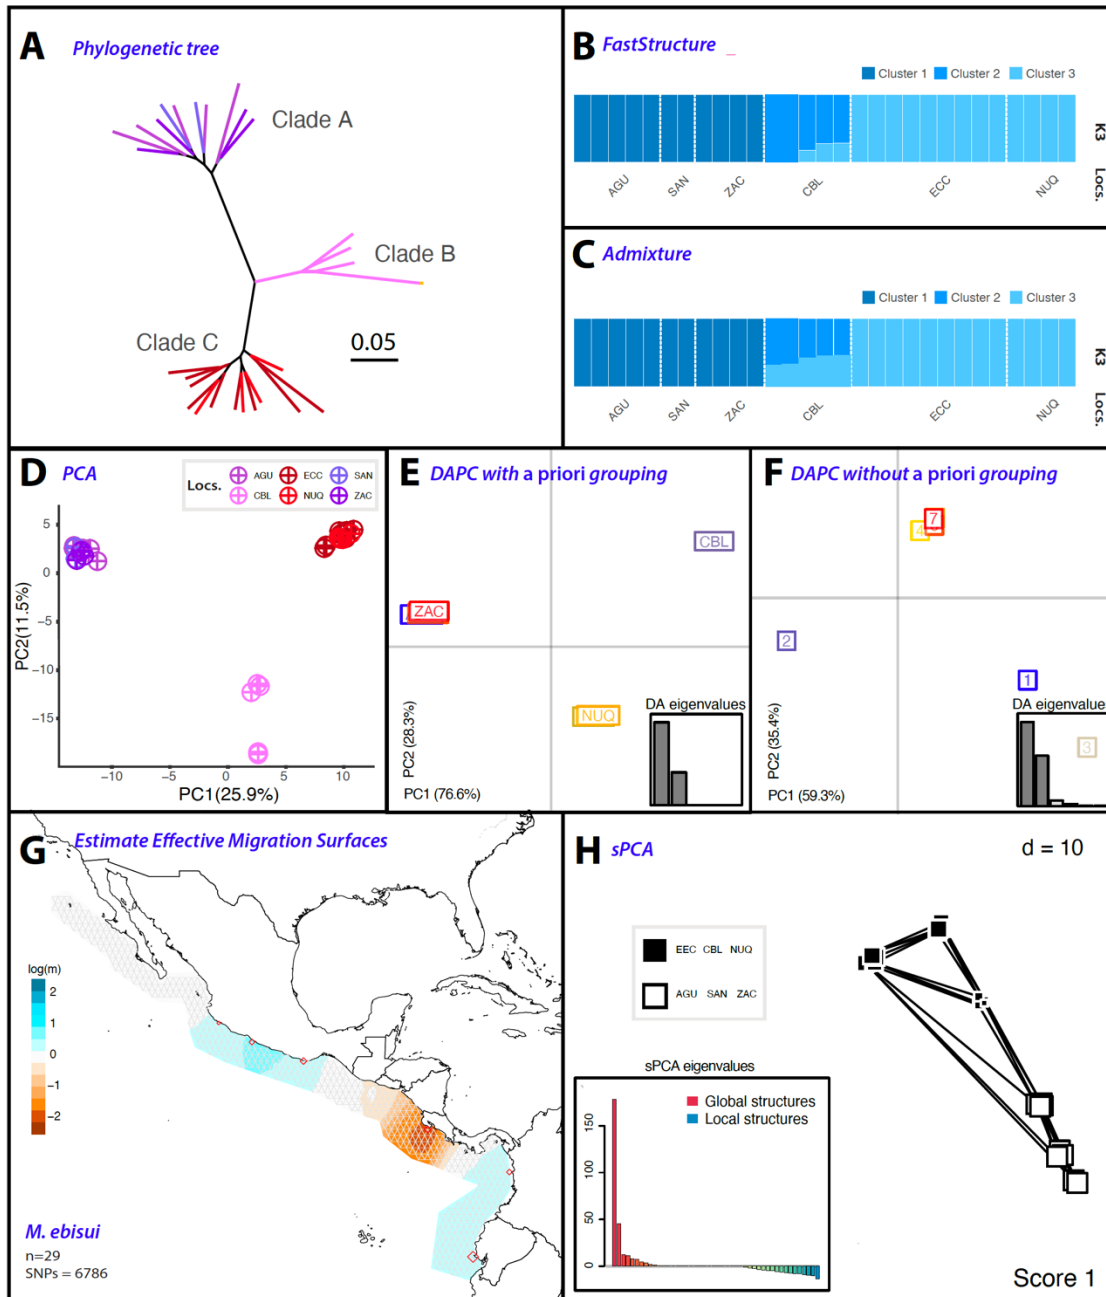 A Phylogenetic tree
Clade A
Clade B
Clade C
0.05
B FastStructure
Cluster 1 Cluster 2 Cluster 3
K3
AGU SAN ZAC CBL ECC NUQ
Locs.
C Admixture
Cluster 1 Cluster 2 Cluster 3
K3
AGU SAN ZAC CBL ECC NUQ
Locs.
D PCA
Locs.
AGU ECC SAN
CBL NUQ ZAC
PC2(11.5%)
5
0
−5
−10
−15
−10 −5 0 5 10
PC1(25.9%)
E DAPC with a priori grouping
CBL
ZAC
NUQ
DA eigenvalues
PC2 (28.3%)
PC1 (76.6%)
F DAPC without a priori grouping
7
4
2
1
DA eigenvalues
3
PC2 (35.4%)
PC1 (59.3%)
G Estimate Effective Migration Surfaces
log(m)
2
1
0
−1
−2
M. ebisui
n=29
SNPs = 6786
H sPCA
d = 10
EEC CBL NUQ
AGU SAN ZAC
sPCA eigenvalues
Global structures
Local structures
150
100
50
0
Score 1